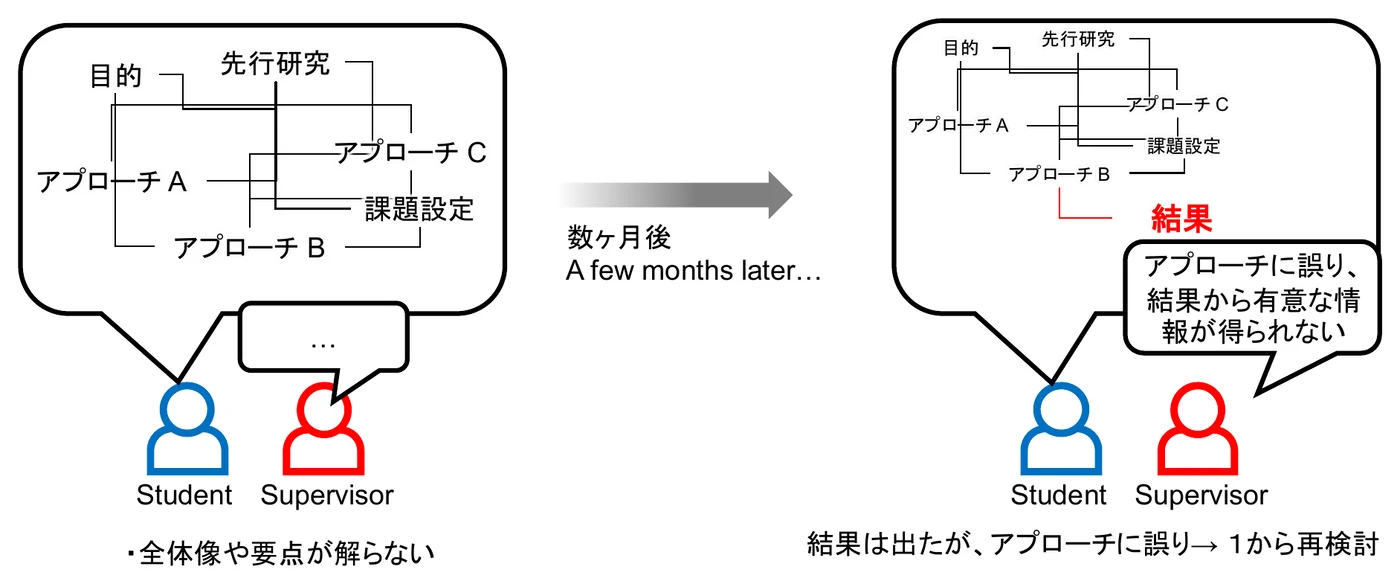 目的
先行研究
アプローチ C
アプローチ A
課題設定
アプローチ B
…
Student
Supervisor
・全体像や要点が解らない
数ヶ月後
A few months later…
目的
先行研究
アプローチ C
アプローチ A
課題設定
アプローチ B
結果
アプローチに誤り、
結果から有意な情
報が得られない
Student
Supervisor
結果は出たが、アプローチに誤り→ 1から再検討